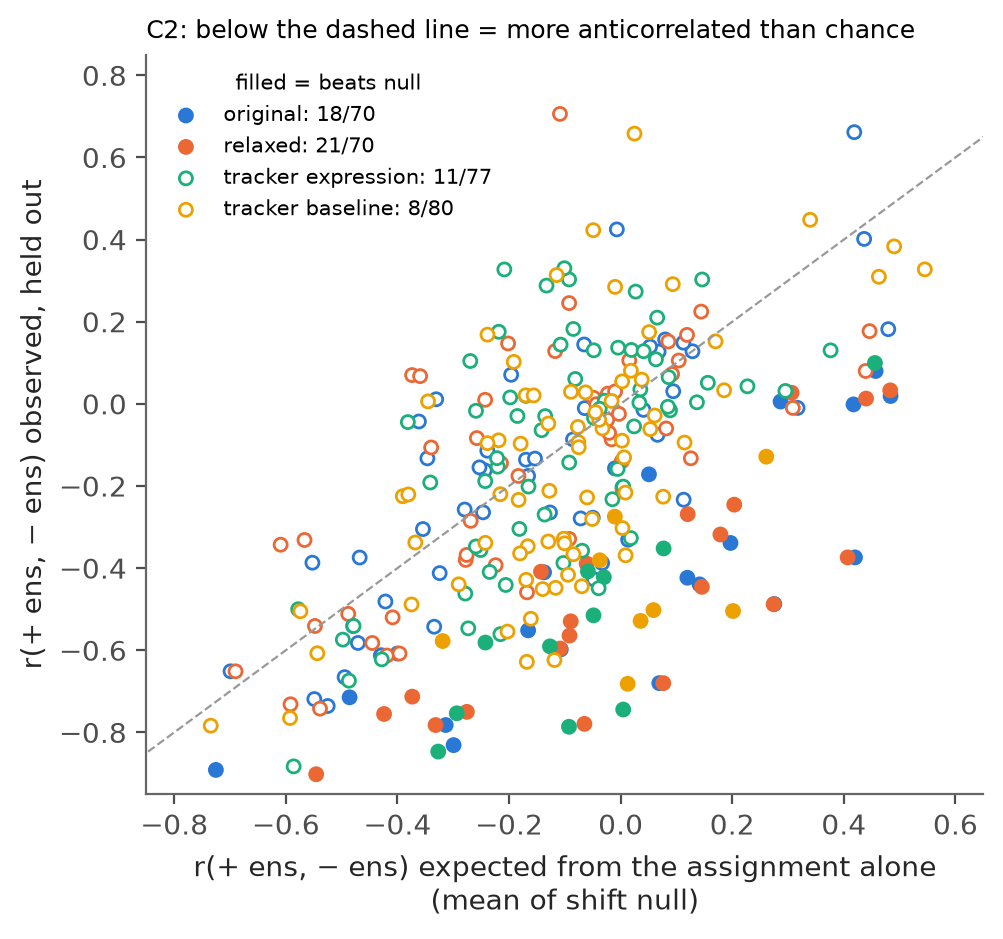 C2: below the dashed line = more anticorrelated than chance
filled = beats null
original: 18/70
relaxed: 21/70
tracker expression: 11/77
tracker baseline: 8/80
r(+ ens, − ens) observed, held out
0.8
0.6
0.4
0.2
0.0
−0.2
−0.4
−0.6
−0.8
−0.8 −0.6 −0.4 −0.2 0.0 0.2 0.4 0.6
r(+ ens, − ens) expected from the assignment alone
(mean of shift null)